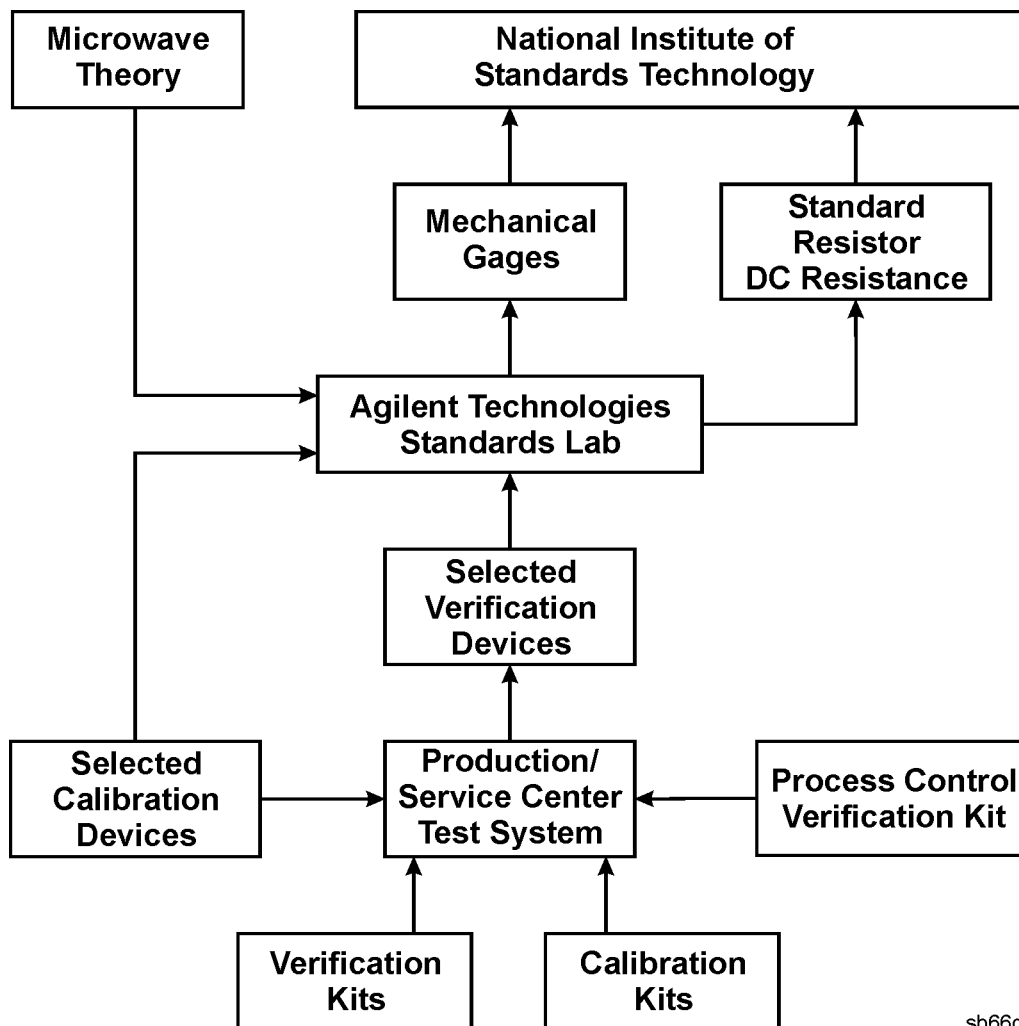 Microwave
Theory
National Institute of
Standards Technology
Mechanical
Gages
Standard
Resistor
DC Resistance
Agilent Technologies
Standards Lab
Selected
Verification
Devices
Selected
Calibration
Devices
Production/
Service Center
Test System
Process Control
Verification Kit
Verification
Kits
Calibration
Kits